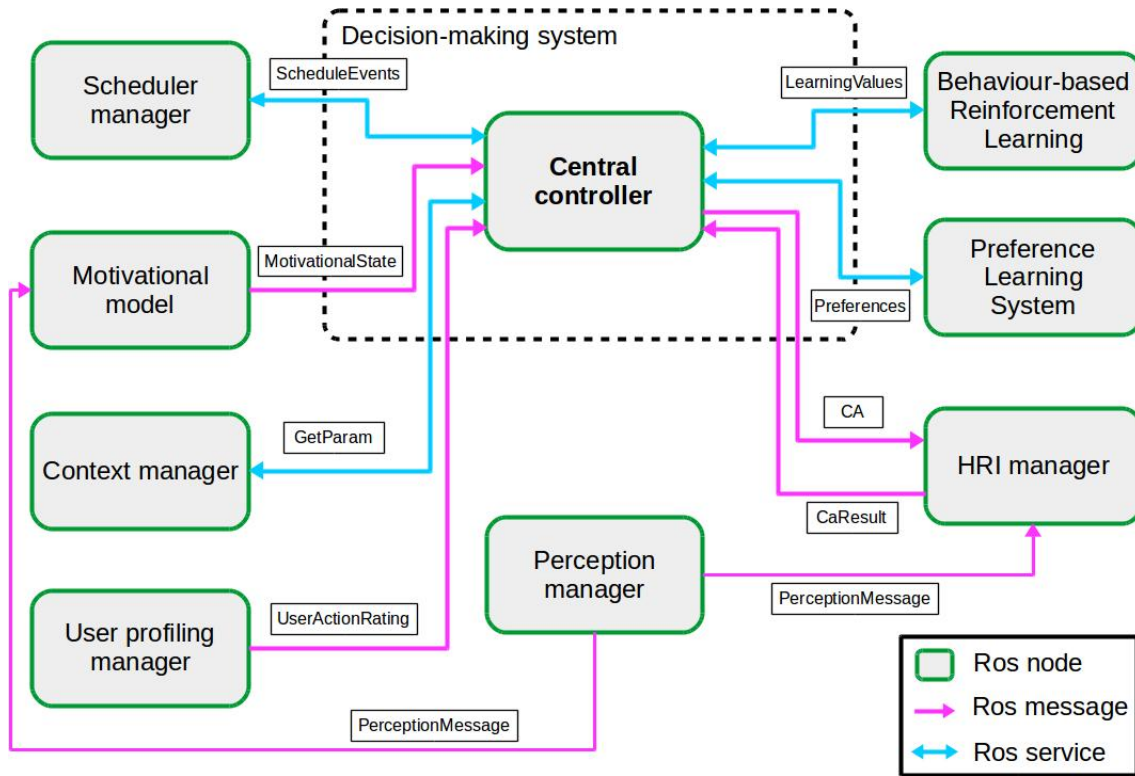 Decision-making system
Scheduler
manager
ScheduleEvents
LearningValues
Behaviour-based
Reinforcement
Learning
Central
controller
Motivational
model
MotivationalState
Preference
Learning
System
Preferences
Context manager
GetParam
CA
HRI manager
CaResult
Perception
manager
PerceptionMessage
User profiling
manager
UserActionRating
PerceptionMessage
Ros node
Ros message
Ros service